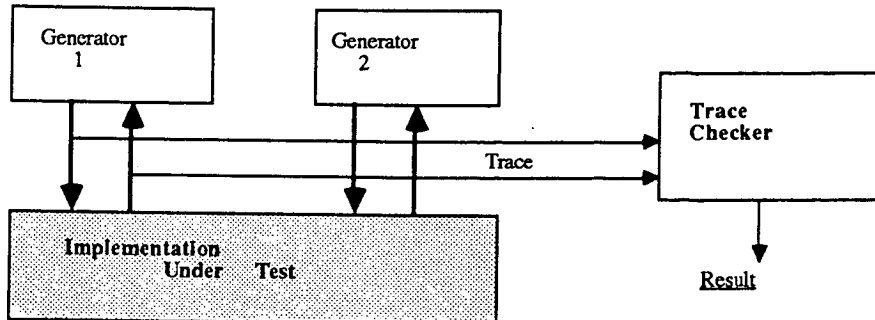 Generator
1
Generator
2
Trace
Checker
Trace
Implementation
Under Test
Result